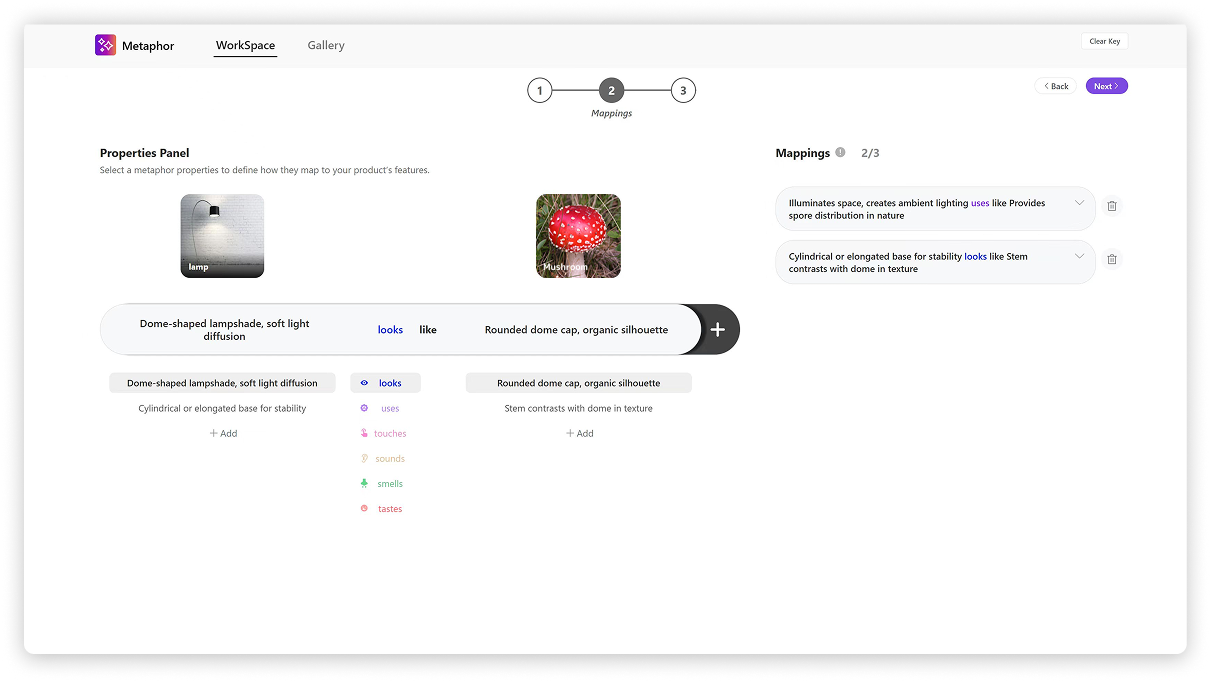 Metaphor
WorkSpace
Gallery
Clear Key
1
2
3
Mappings
Back
Next
Properties Panel
Select a metaphor properties to define how they map to your product's features.
lamp
Mushroom
Dome-shaped lampshade, soft light
diffusion
looks like
Rounded dome cap, organic silhouette
Dome-shaped lampshade, soft light diffusion
looks
Rounded dome cap, organic silhouette
Cylindrical or elongated base for stability
uses
Stem contrasts with dome in texture
+ Add
touches
+ Add
sounds
smells
tastes
Mappings 2/3
Illuminates space, creates ambient lighting uses like Provides
spore distribution in nature
Cylindrical or elongated base for stability looks like Stem
contrasts with dome in texture